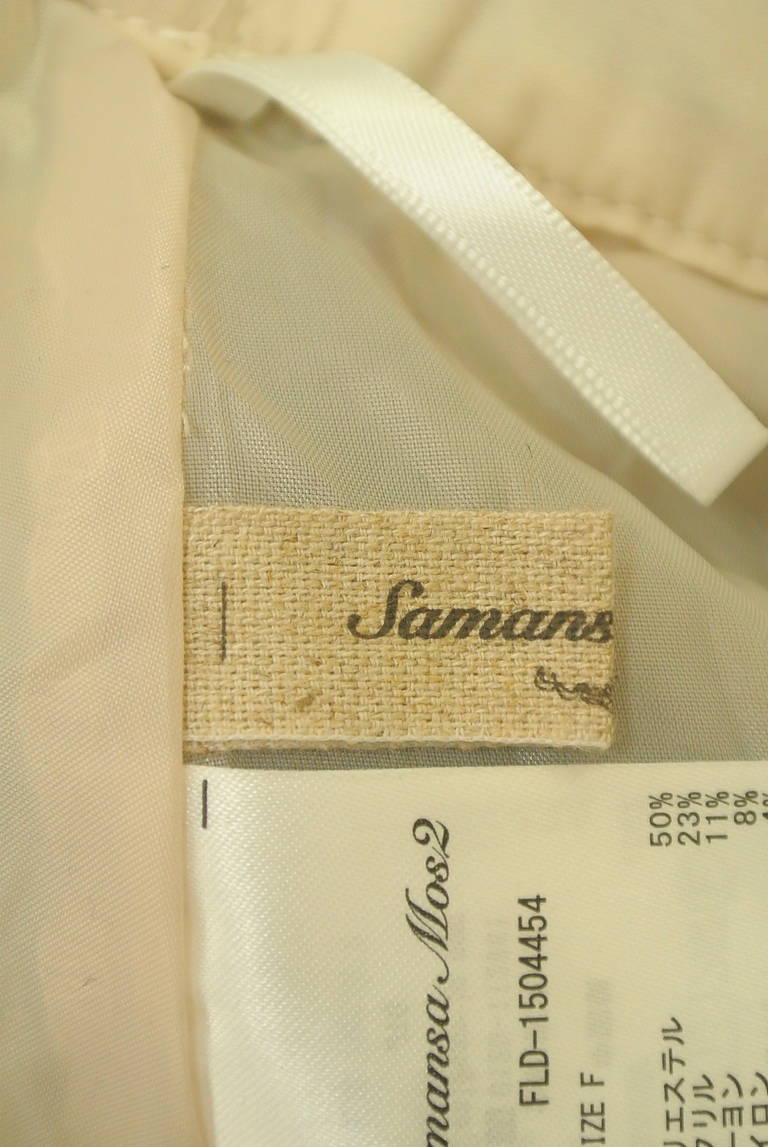 Samans
mansa Mos2
FLD-1504454
IZE F
リエステル 50%
クリル 23%
ーヨン 11%
イロン 8%